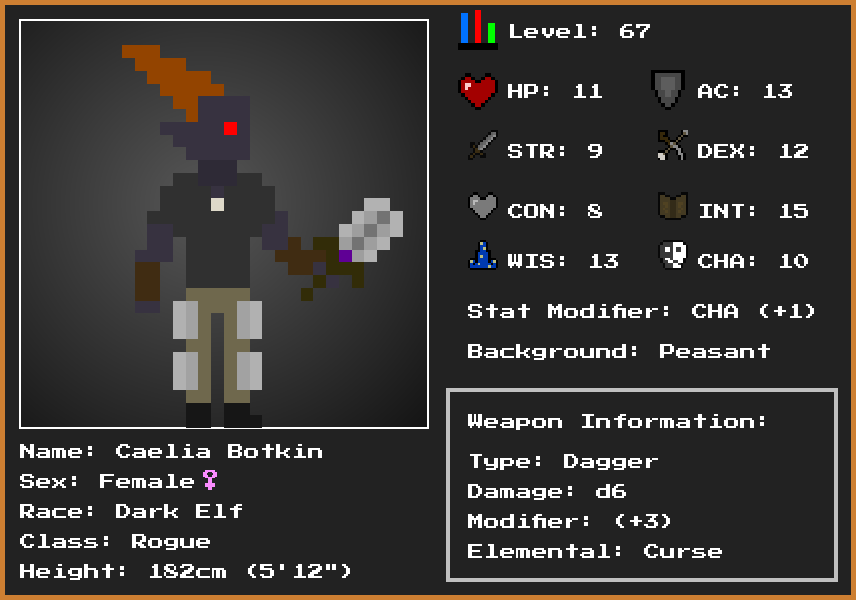 Level: 67
HP: 11
AC: 13
STR: 9
DEX: 12
CON: 8
INT: 15
WIS: 13
CHA: 10
Stat Modifier: CHA (+1)
Background: Peasant
Name: Caelia Botkin
Sex: Female♀
Race: Dark Elf
Class: Rogue
Height: 182cm (5'12")
Weapon Information:
Type: Dagger
Damage: d6
Modifier: (+3)
Elemental: Curse